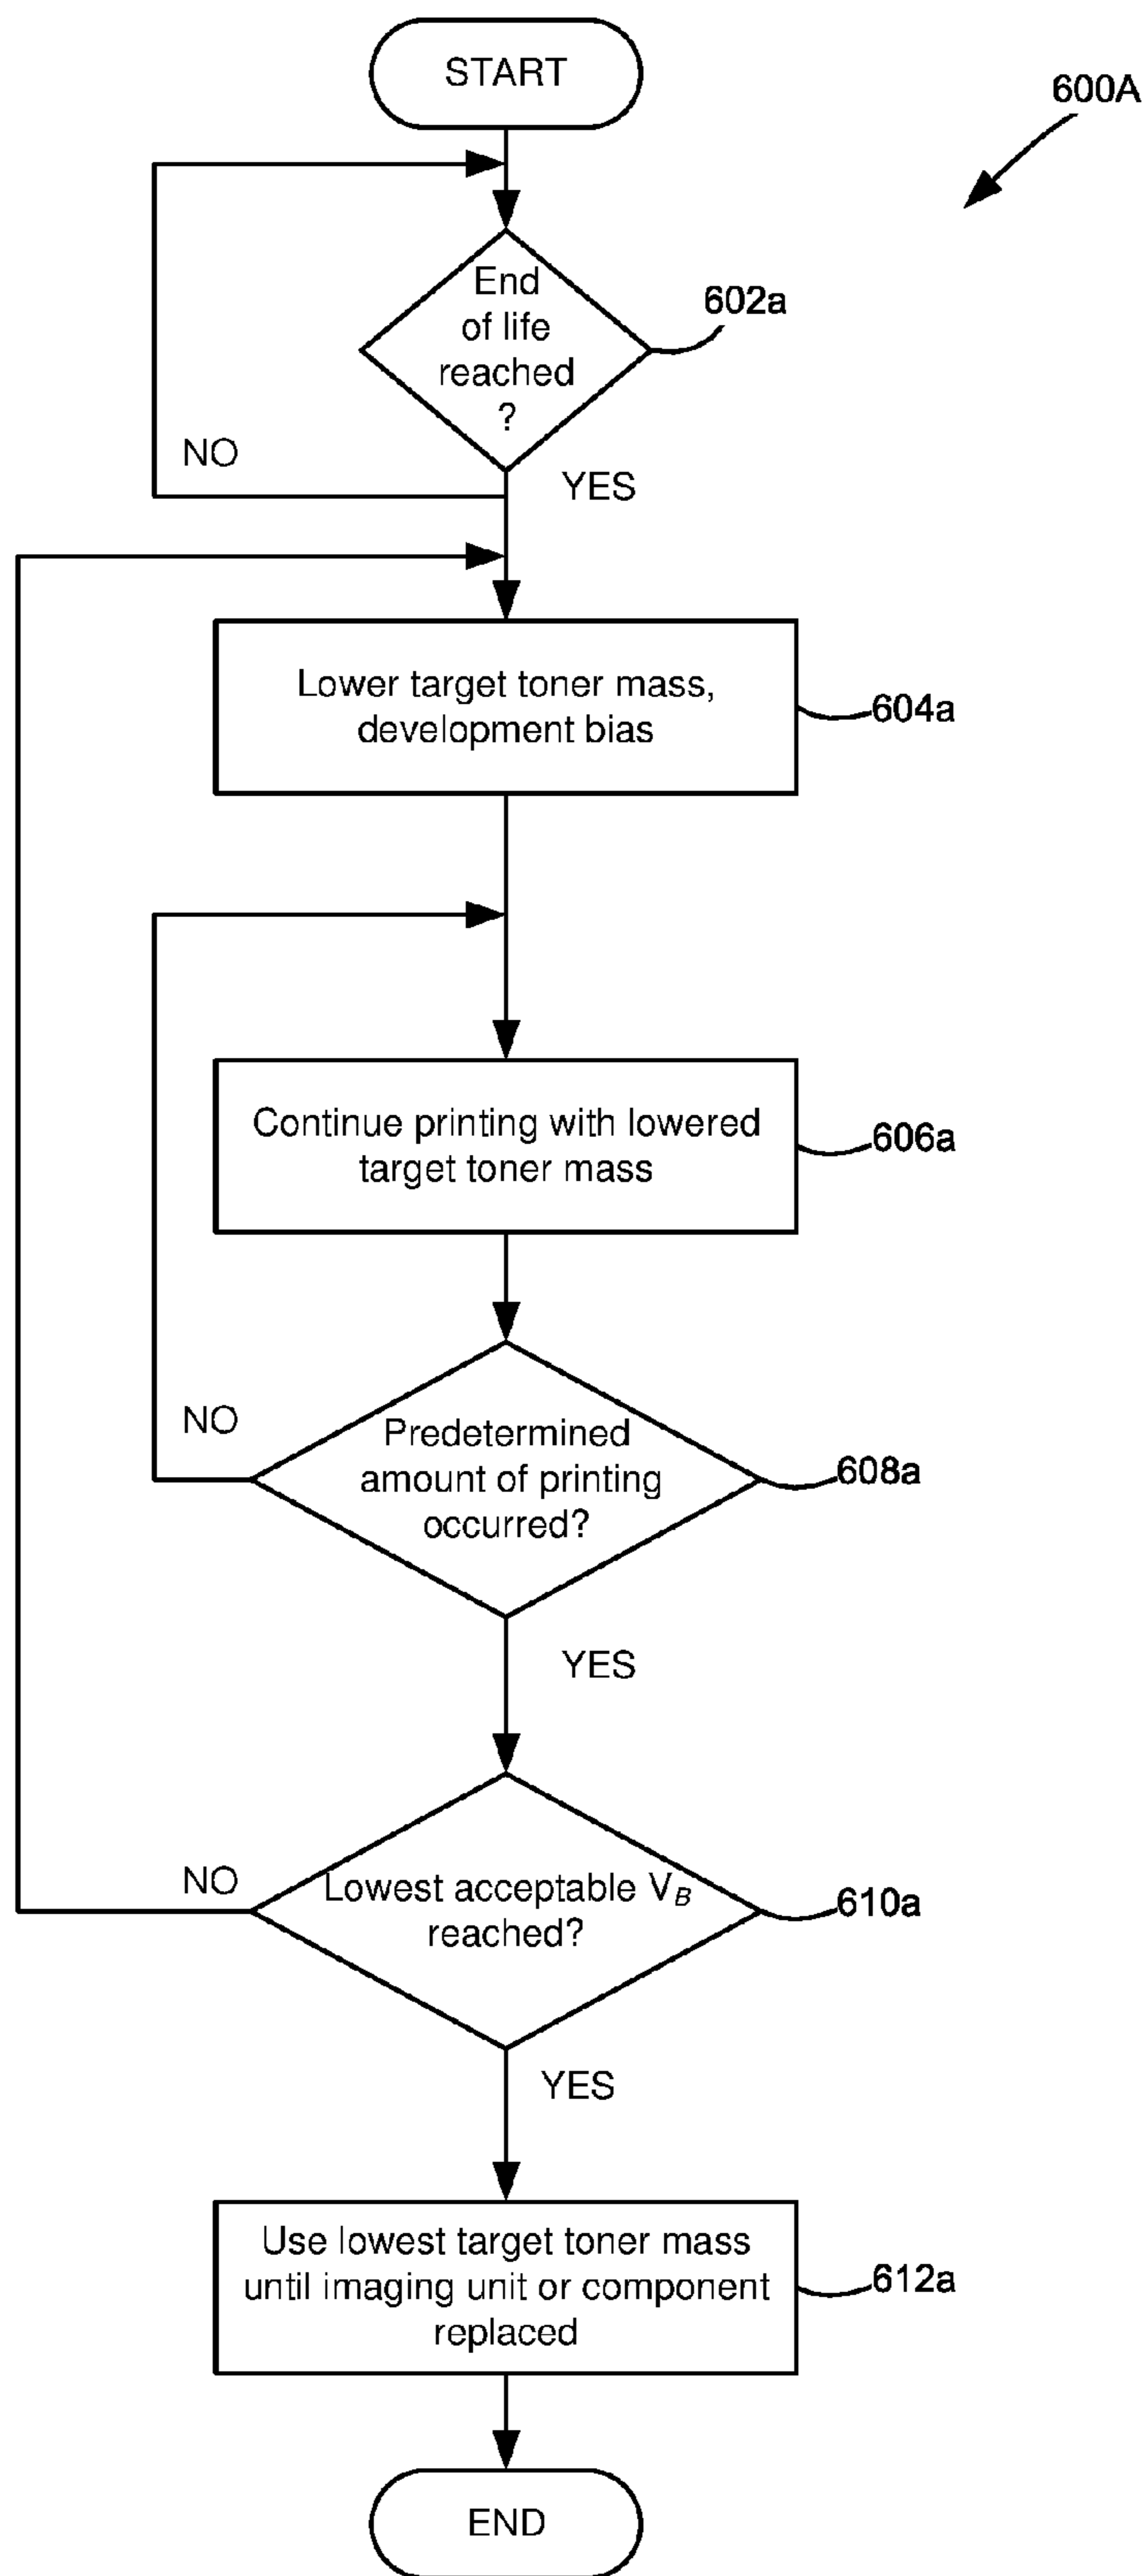 START
600A
End
of life
reached
?
602a
NO
YES
Lower target toner mass,
development bias
604a
Continue printing with lowered
target toner mass
606a
NO
Predetermined
amount of printing
occurred?
608a
YES
NO
Lowest acceptable V_B
reached?
610a
YES
Use lowest target toner mass
until imaging unit or component
replaced
612a
END